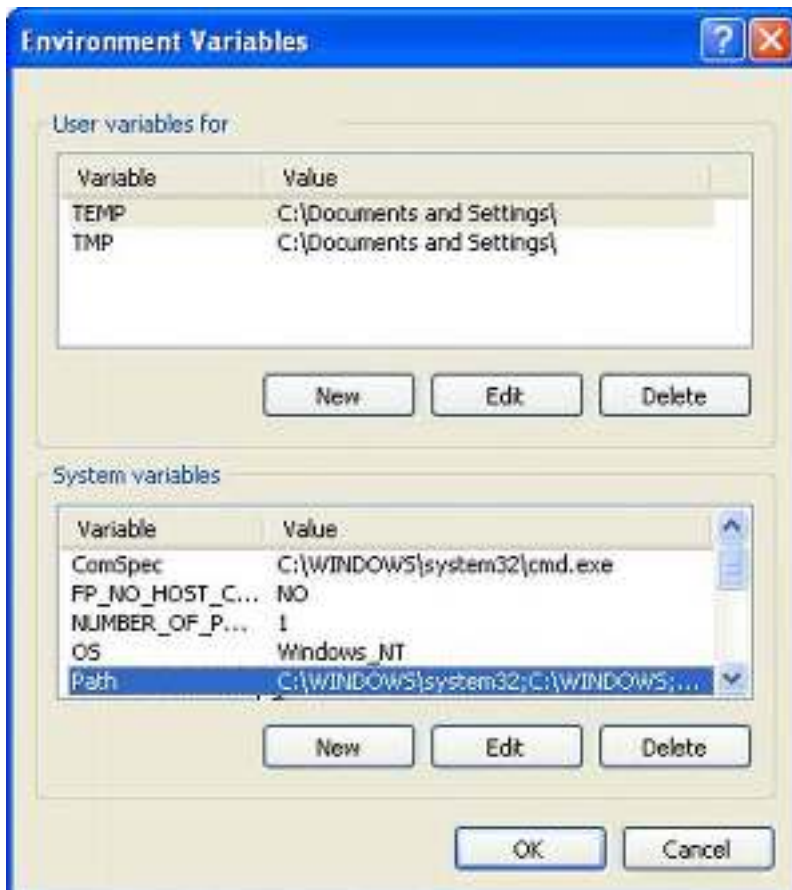 Environment Variables
User variables for
Variable Value
TEMP C:\Documents and Settings\
TMP C:\Documents and Settings\
New Edit Delete
System variables
Variable Value
ComSpec C:\WINDOWS\system32\cmd.exe
FP_NO_HOST_C... NO
NUMBER_OF_P... 1
OS Windows_NT
Path C:\WINDOWS\system32;C:\WINDOWS;...
New Edit Delete
OK Cancel